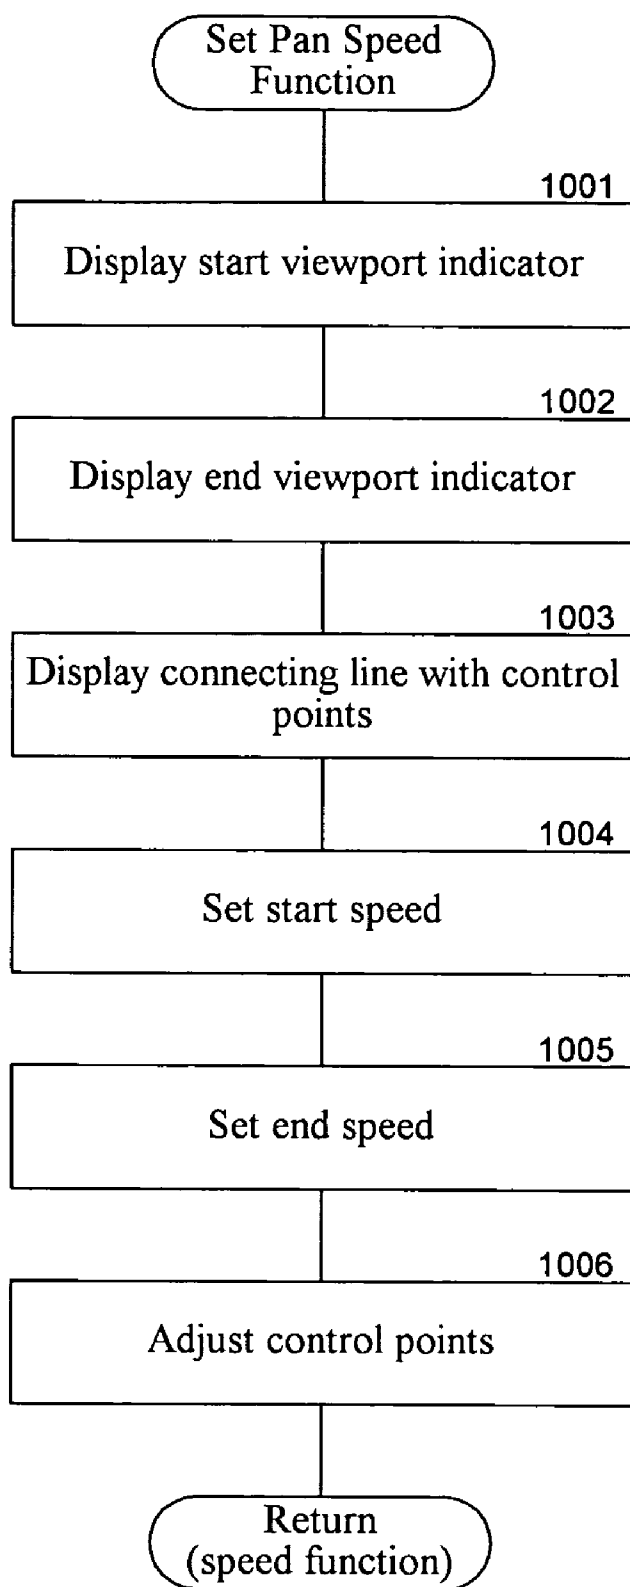 Set Pan Speed
Function
1001
Display start viewport indicator
1002
Display end viewport indicator
1003
Display connecting line with control
points
1004
Set start speed
1005
Set end speed
1006
Adjust control points
Return
(speed function)